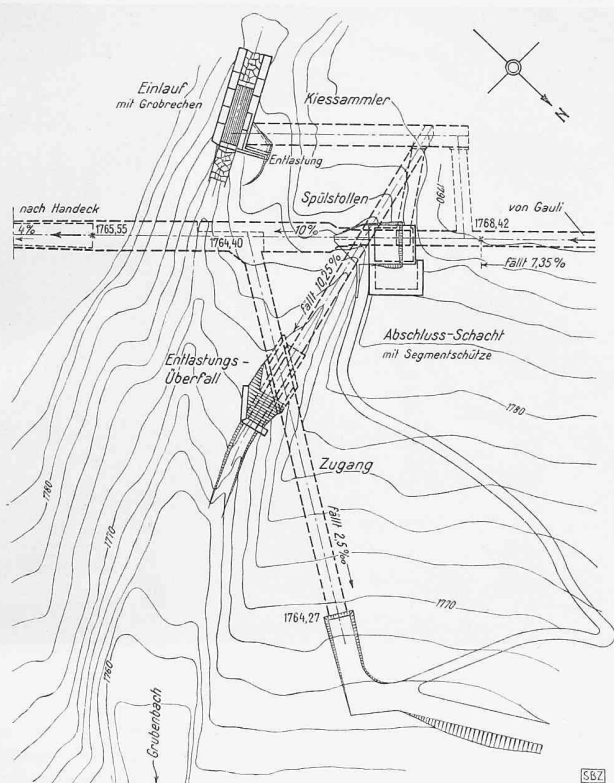 Einlauf
mit Grobrechen
Kiessammler
N
Entlastung
Spülstollen
1760
nach Handeck
von Gauli
4%
1765,55
1764,40
10%
1768,42
fällt 7,35 %
fällt 10,25%
Abschluss-Schacht
mit Segmentschütze
Entlastungs-
Überfall
1780
Zugang
1780
1770
fällt 2,5 ‰
1770
1764,27
1760
Grubenbach
SBZ